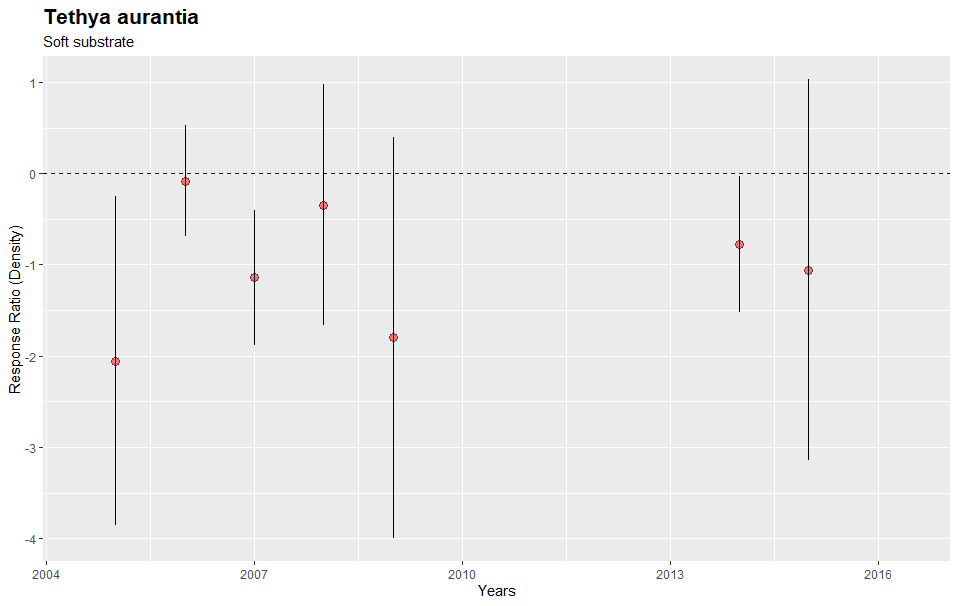 Tethya aurantia
Soft substrate
Response Ratio (Density)
1
0
-1
-2
-3
-4
2004 2007 2010 2013 2016
Years